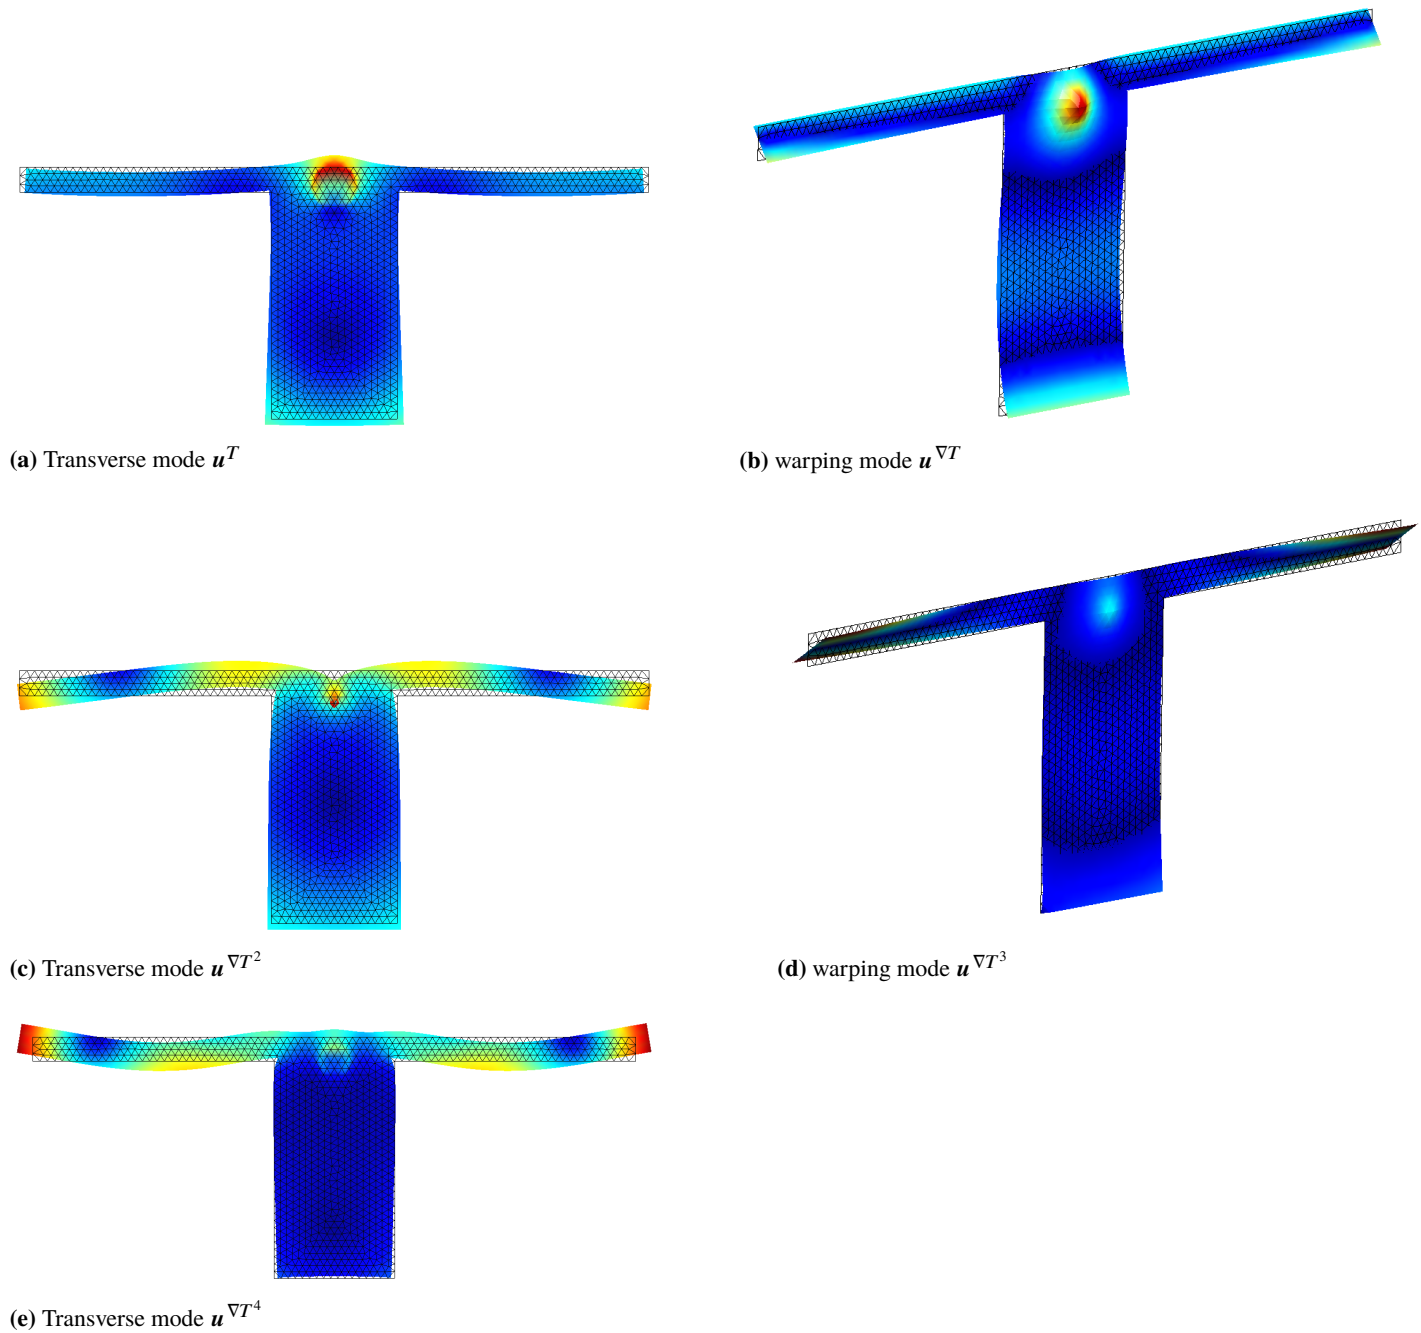 (a) Transverse mode u^T
(b) warping mode u^∇T
(c) Transverse mode u^∇T^2
(d) warping mode u^∇T^3
(e) Transverse mode u^∇T^4